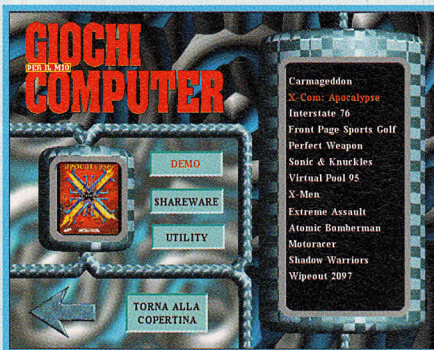 GIOCHI
PER IL MIO
COMPUTER
APOCALYPSE
DEMO
SHAREWARE
UTILITY
TORNA ALLA
COPERTINA
Carmageddon
X-Com: Apocalypse
Interstate 76
Front Page Sports Golf
Perfect Weapon
Sonic & Knuckles
Virtual Pool 95
X-Men
Extreme Assault
Atomic Bomberman
Motoracer
Shadow Warriors
Wipeout 2097